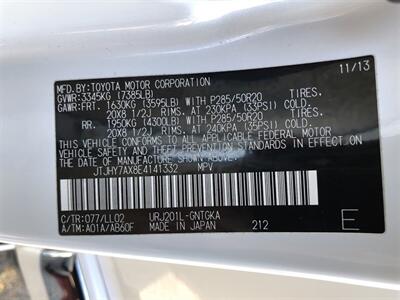 MFD.BY:TOYOTA MOTOR CORPORATION 11/13
GVWR: 3345KG (7385LB)
GAWR:FRT. 1630KG (3595LB) WITH P285/50R20 TIRES.
20X8 1/2J RIMS. AT 230KPA (33PSI) COLD.
RR. 1950KG (4300LB) WITH P285/50R20 TIRES.
20X8 1/2J RIMS. AT 240KPA (35PSI) COLD.
THIS VEHICLE CONFORMS TO ALL APPLICABLE FEDERAL MOTOR
VEHICLE SAFETY STANDARDS IN EFFECT ON THE DATE OF
MANUFACTURE SHOWN ABOVE.
JTJHY7AX8E4141332 MPV
C/TR:077/LL02 URJ201L-GNTGKA E
A/TM:A01A/AB60F MADE IN JAPAN 212